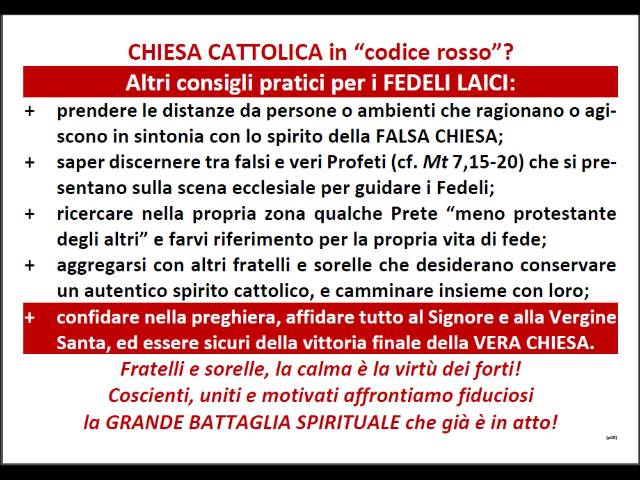 CHIESA CATTOLICA in “codice rosso”?
Altri consigli pratici per i FEDELI LAICI:
+ prendere le distanze da persone o ambienti che ragionano o agi-
scono in sintonia con lo spirito della FALSA CHIESA;
+ saper discernere tra falsi e veri Profeti (cf. Mt 7,15-20) che si pre-
sentano sulla scena ecclesiale per guidare i Fedeli;
+ ricercare nella propria zona qualche Prete “meno protestante
degli altri” e farvi riferimento per la propria vita di fede;
+ aggregarsi con altri fratelli e sorelle che desiderano conservare
un autentico spirito cattolico, e camminare insieme con loro;
+ confidare nella preghiera, affidare tutto al Signore e alla Vergine
Santa, ed essere sicuri della vittoria finale della VERA CHIESA.
Fratelli e sorelle, la calma è la virtù dei forti!
Coscienti, uniti e motivati affrontiamo fiduciosi
la GRANDE BATTAGLIA SPIRITUALE che già è in atto!